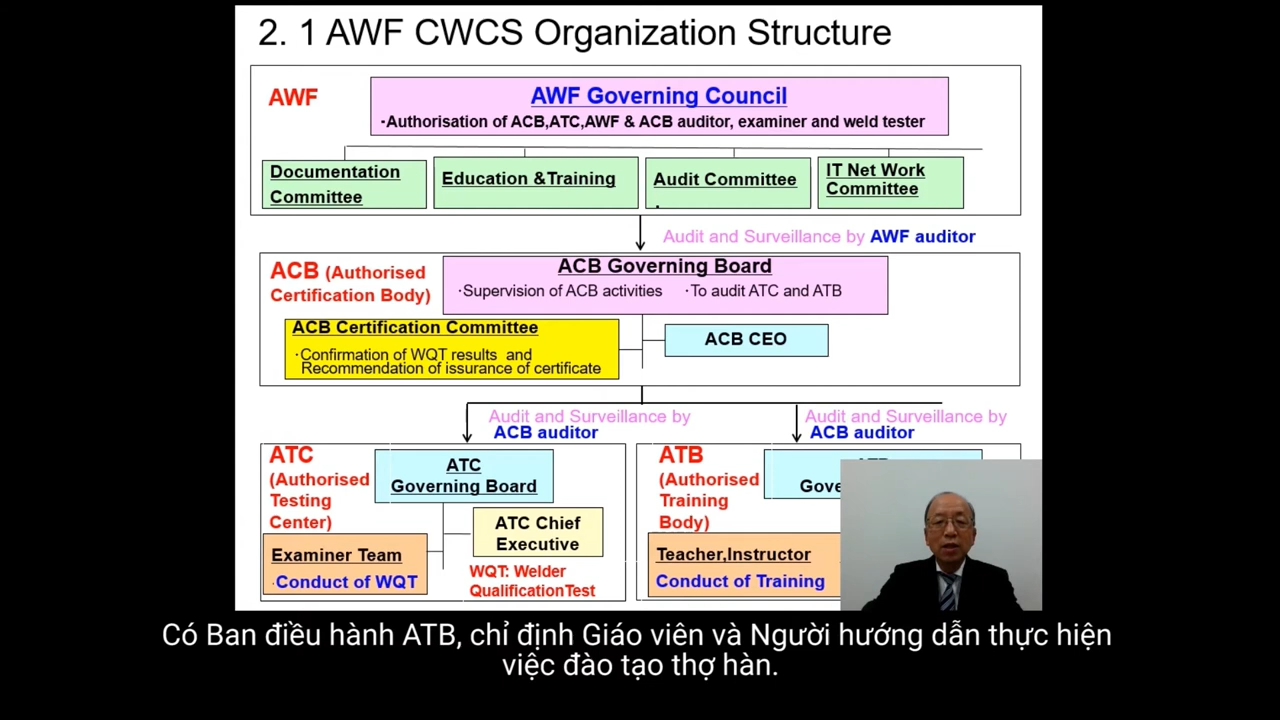 2. 1 AWF CWCS Organization Structure
AWF
AWF Governing Council
·Authorisation of ACB,ATC,AWF & ACB auditor, examiner and weld tester
Documentation
Committee
Education &Training
Audit Committee
.
IT Net Work
Committee
Audit and Surveillance by AWF auditor
ACB (Authorised
Certification Body)
ACB Governing Board
·Supervision of ACB activities ·To audit ATC and ATB
ACB Certification Committee
·Confirmation of WQT results and
Recommendation of issurance of certificate
ACB CEO
Audit and Surveillance by
ACB auditor
Audit and Surveillance by
ACB auditor
ATC
(Authorised
Testing
Center)
ATC
Governing Board
ATC Chief
Executive
Examiner Team
·Conduct of WQT
WQT: Welder
QualificationTest
ATB
(Authorised
Training
Body)
Teacher,Instructor
Conduct of Training
Có Ban điều hành ATB, chỉ định Giáo viên và Người hướng dẫn thực hiện
việc đào tạo thợ hàn.